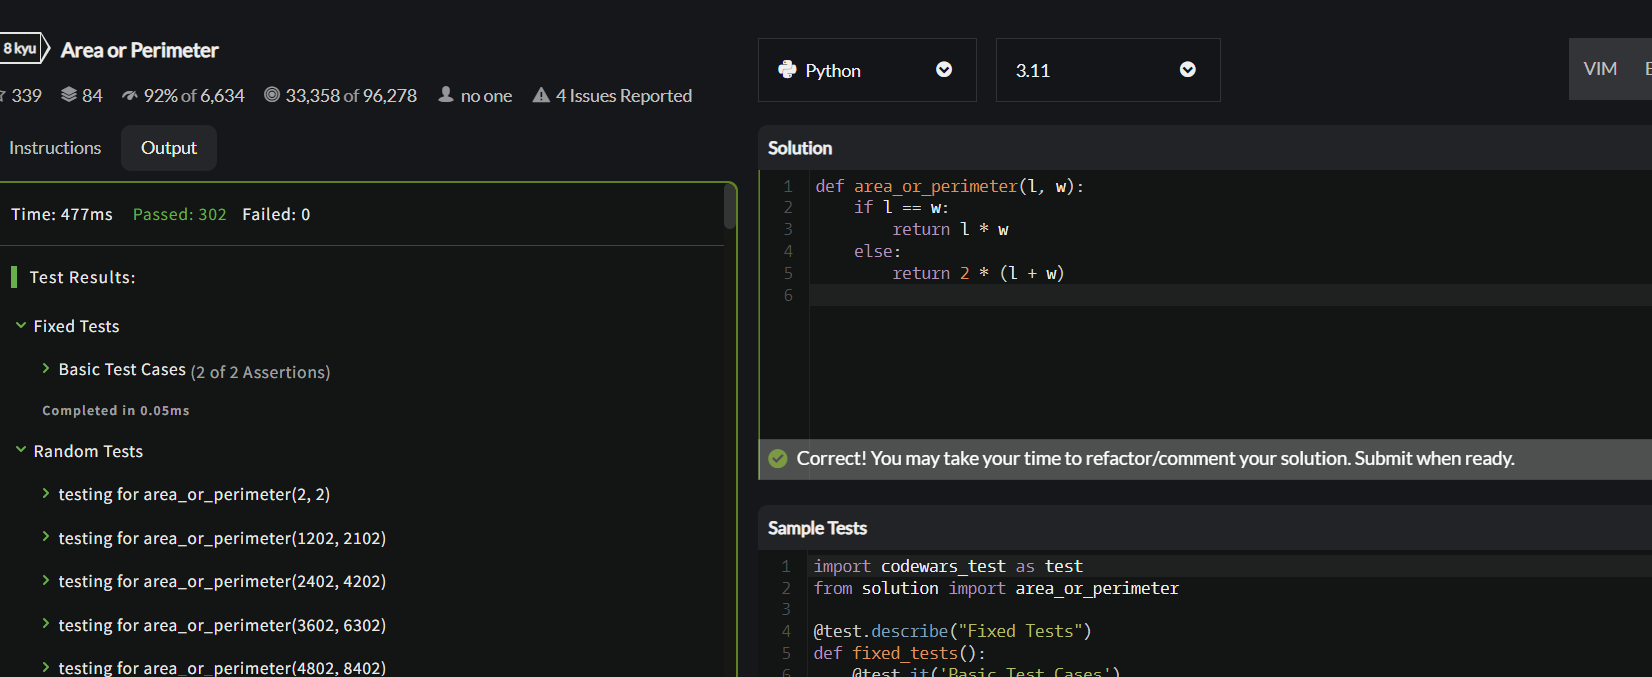 8 kyu Area or Perimeter
339 84 92% of 6,634 33,358 of 96,278 no one 4 Issues Reported
Instructions Output
Time: 477ms Passed: 302 Failed: 0
Test Results:
Fixed Tests
Basic Test Cases (2 of 2 Assertions)
Completed in 0.05ms
Random Tests
testing for area_or_perimeter(2, 2)
testing for area_or_perimeter(1202, 2102)
testing for area_or_perimeter(2402, 4202)
testing for area_or_perimeter(3602, 6302)
testing for area_or_perimeter(4802, 8402)
Python 3.11 VIM
Solution
1 def area_or_perimeter(l, w):
2     if l == w:
3         return l * w
4     else:
5         return 2 * (l + w)
6
Correct! You may take your time to refactor/comment your solution. Submit when ready.
Sample Tests
1 import codewars_test as test
2 from solution import area_or_perimeter
3
4 @test.describe("Fixed Tests")
5 def fixed_tests():
6     @test.it('Basic Test Cases')